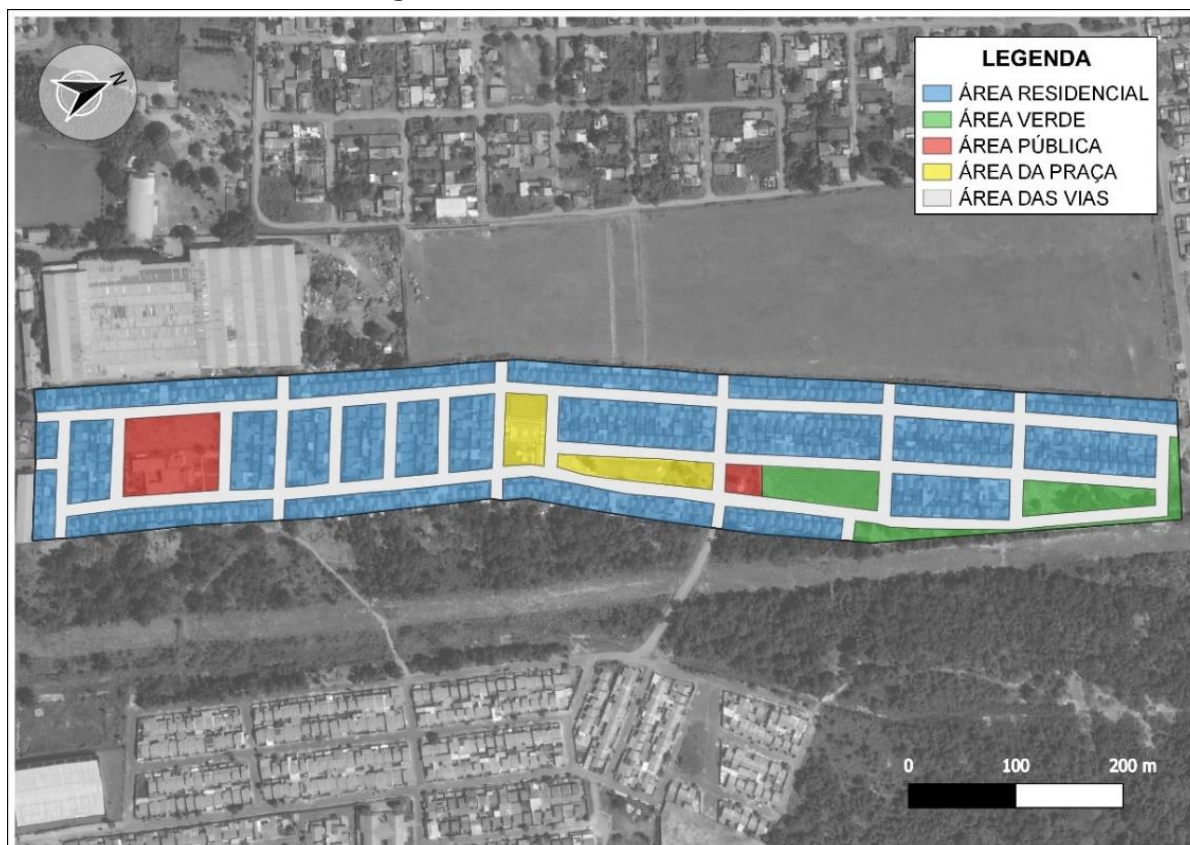 N
LEGENDA
ÁREA RESIDENCIAL
ÁREA VERDE
ÁREA PÚBLICA
ÁREA DA PRAÇA
ÁREA DAS VIAS
0 100 200 m